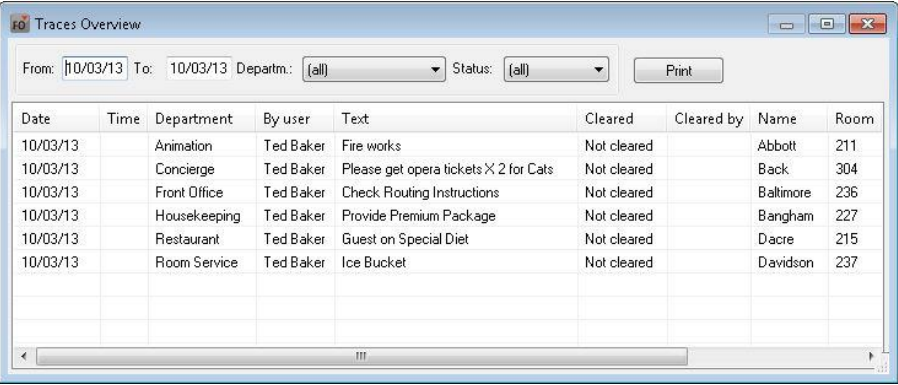 FO Traces Overview
From: 10/03/13 To: 10/03/13 Departm.: (all) Status: (all) Print
Date Time Department By user Text Cleared Cleared by Name Room
10/03/13 Animation Ted Baker Fire works Not cleared Abbott 211
10/03/13 Concierge Ted Baker Please get opera tickets X 2 for Cats Not cleared Back 304
10/03/13 Front Office Ted Baker Check Routing Instructions Not cleared Baltimore 236
10/03/13 Housekeeping Ted Baker Provide Premium Package Not cleared Bangham 227
10/03/13 Restaurant Ted Baker Guest on Special Diet Not cleared Dacre 215
10/03/13 Room Service Ted Baker Ice Bucket Not cleared Davidson 237